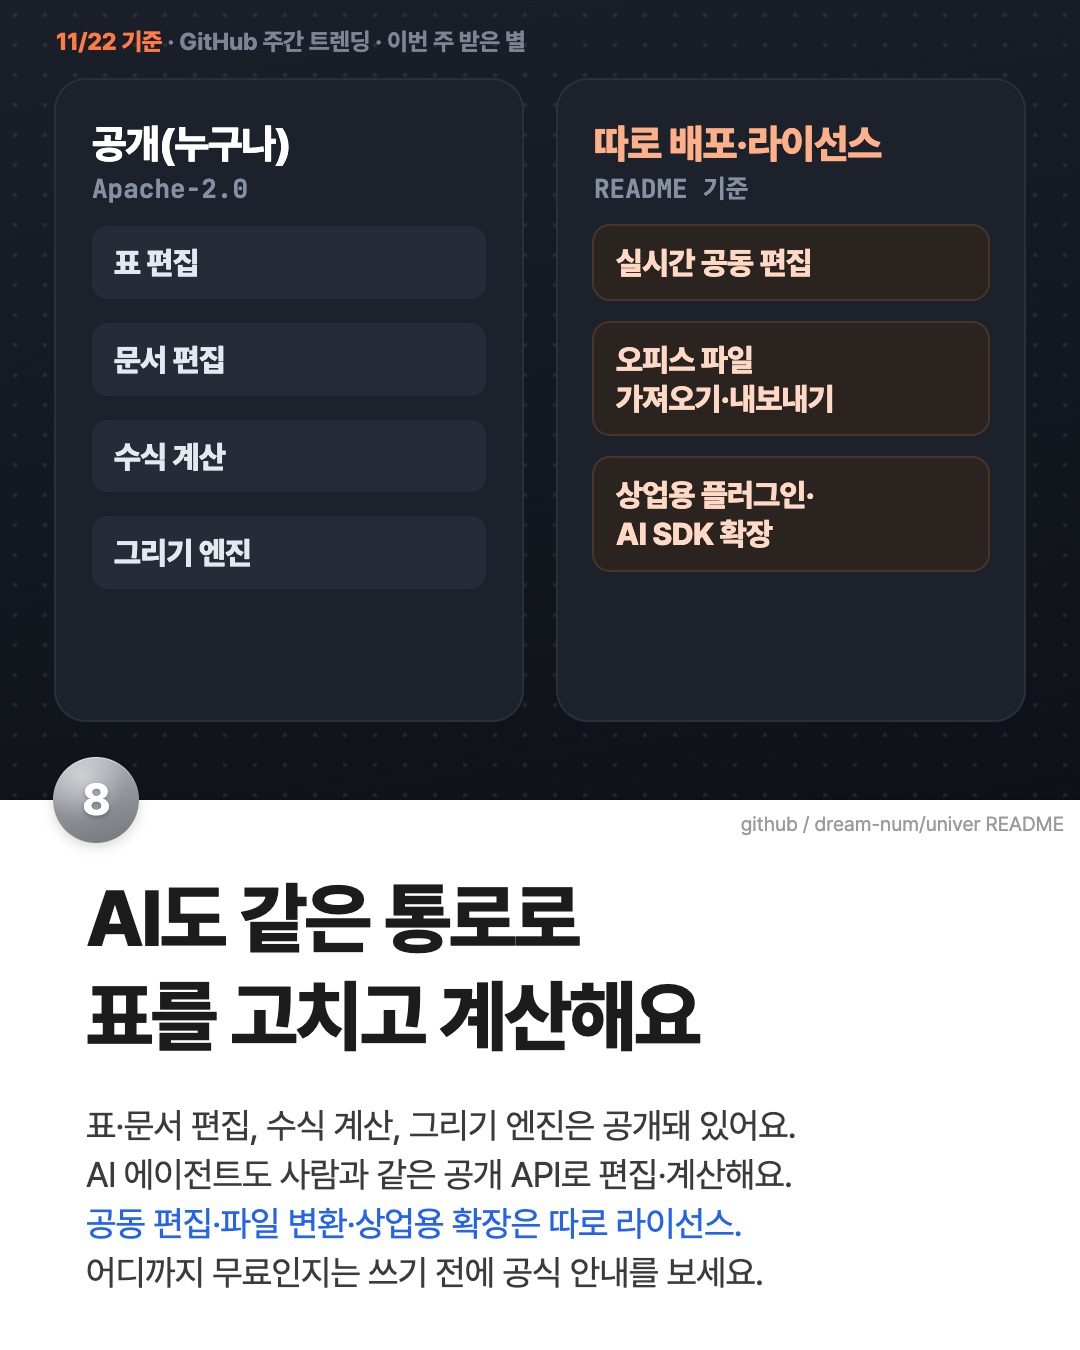 11/22 기준 · GitHub 주간 트렌딩 · 이번 주 받은 별
공개(누구나)
Apache-2.0
표 편집
문서 편집
수식 계산
그리기 엔진
따로 배포·라이선스
README 기준
실시간 공동 편집
오피스 파일
가져오기·내보내기
상업용 플러그인·
AI SDK 확장
8
github / dream-num/univer README
AI도 같은 통로로
표를 고치고 계산해요
표·문서 편집, 수식 계산, 그리기 엔진은 공개돼 있어요.
AI 에이전트도 사람과 같은 공개 API로 편집·계산해요.
공동 편집·파일 변환·상업용 확장은 따로 라이선스.
어디까지 무료인지는 쓰기 전에 공식 안내를 보세요.